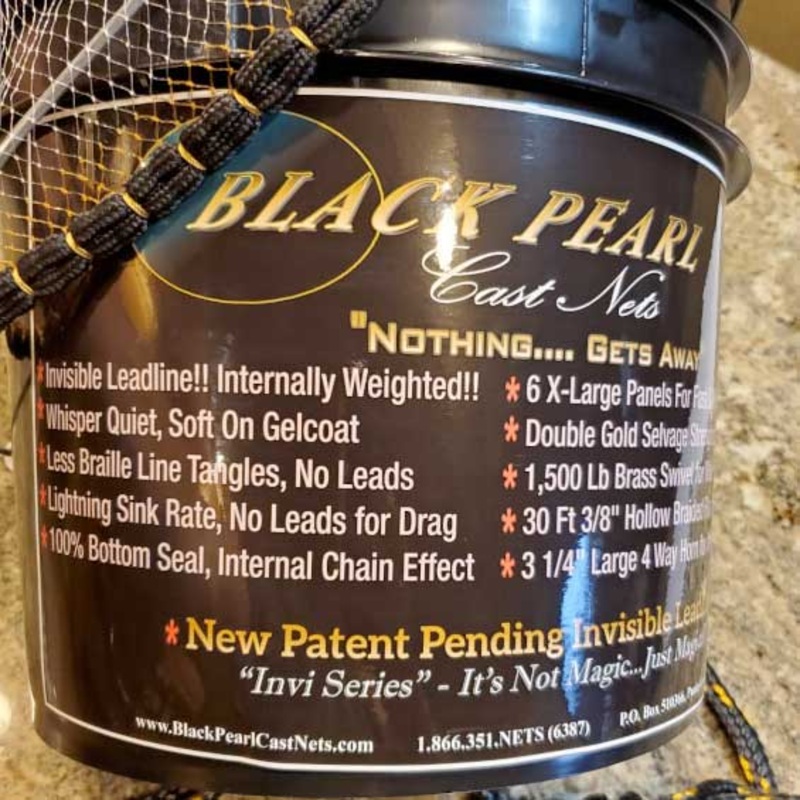 BLACK PEARL
Cast Nets
"NOTHING.... GETS AWAY
*Invisible Leadline!! Internally Weighted!!
*Whisper Quiet, Soft On Gelcoat
*Less Braille Line Tangles, No Leads
*Lightning Sink Rate, No Leads for Drag
*100% Bottom Seal, Internal Chain Effect
* 6 X-Large Panels For
* Double Gold Selvage
* 1,500 Lb Brass Swivel for
* 30 Ft 3/8" Hollow Braided
* 3 1/4" Large 4 Way Horn
*New Patent Pending Invisible
"Invi Series" - It's Not Magic...Just
www.BlackPearlCastNets.com 1.866.351.NETS (6387) P.O. Box 510366,